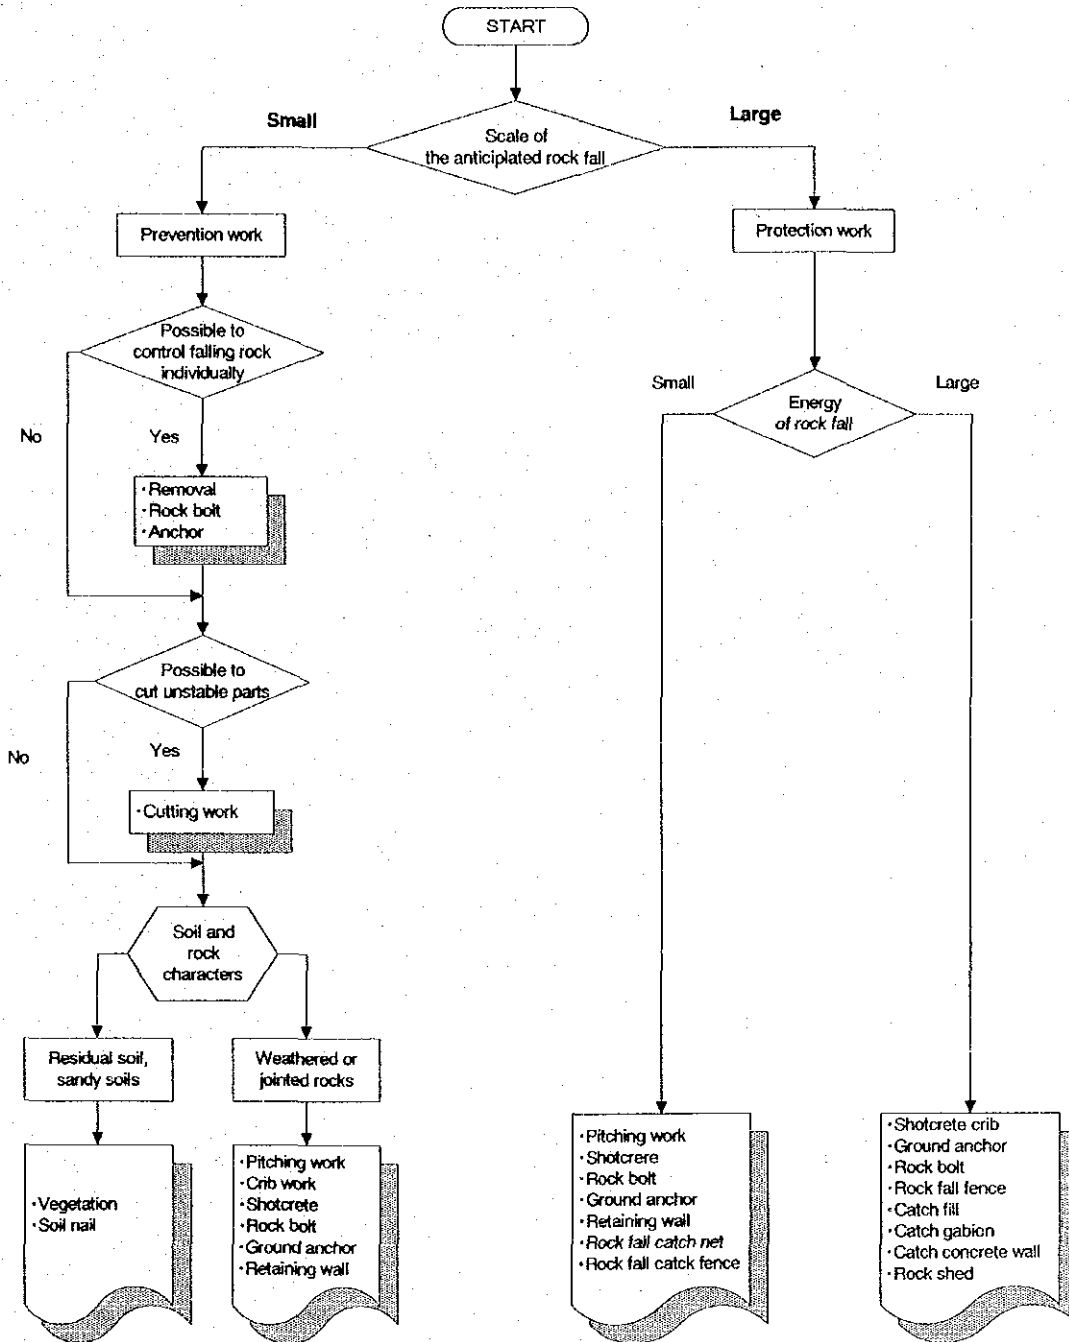 START
Small
Large
Scale of
the anticiplated rock fall
Prevention work
Protection work
Possible to
control falling rock
individually
No
Yes
·Removal
·Rock bolt
·Anchor
Small
Large
Energy
of rock fall
Possible to
cut unstable parts
No
Yes
·Cutting work
Soil and
rock
characters
Residual soil,
sandy soils
Weathered or
jointed rocks
·Vegetation
·Soil nail
·Pitching work
·Crib work
·Shotcrete
·Rock bolt
·Ground anchor
·Retaining wall
·Pitching work
·Shotcrere
·Rock bolt
·Ground anchor
·Retaining wall
·Rock fall catch net
·Rock fall catck fence
·Shotcrete crib
·Ground anchor
·Rock bolt
·Rock fall fence
·Catch fill
·Catch gabion
·Catch concrete wall
·Rock shed